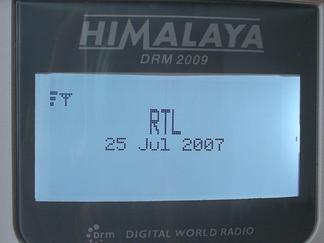 HIMALAYA
DRM 2009
RTL
25 Jul 2007
drm DIGITAL WORLD RADIO